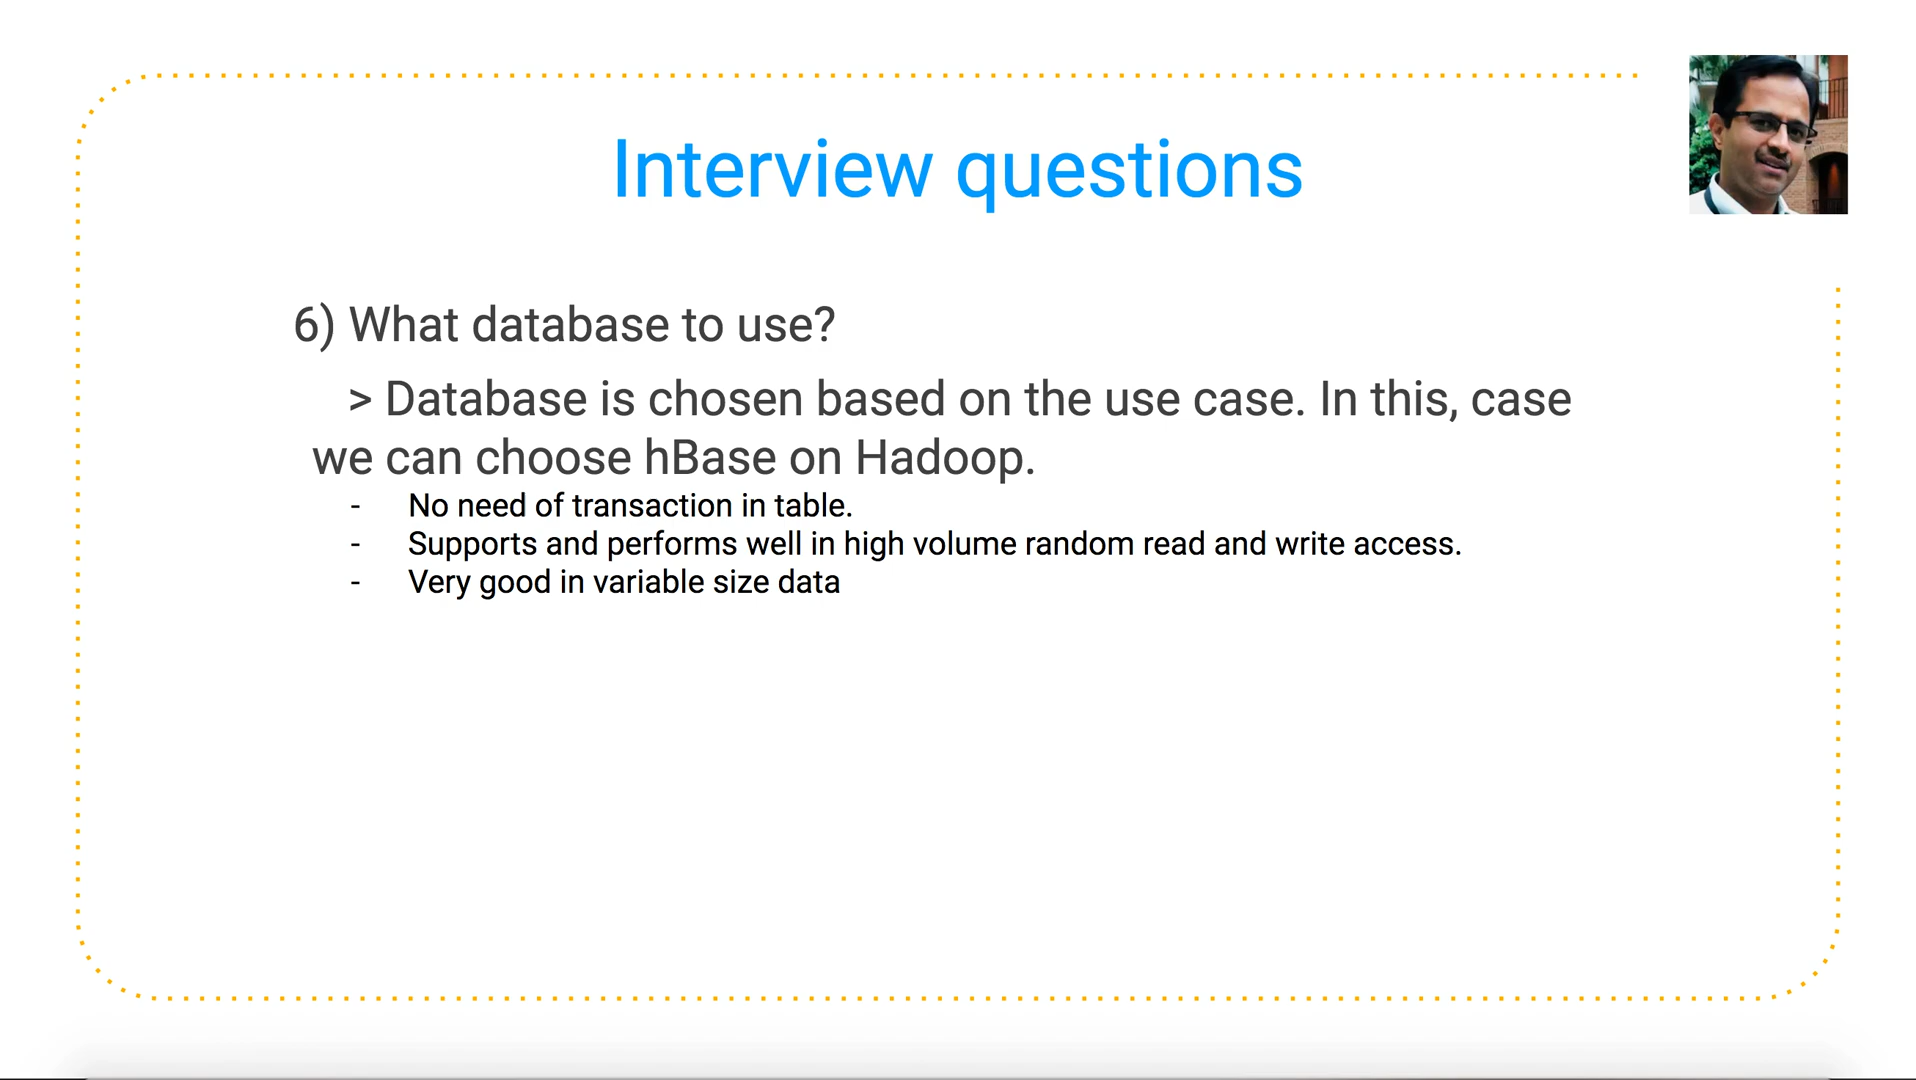 Interview questions
6) What database to use?
> Database is chosen based on the use case. In this, case
we can choose hBase on Hadoop.
- No need of transaction in table.
- Supports and performs well in high volume random read and write access.
- Very good in variable size data